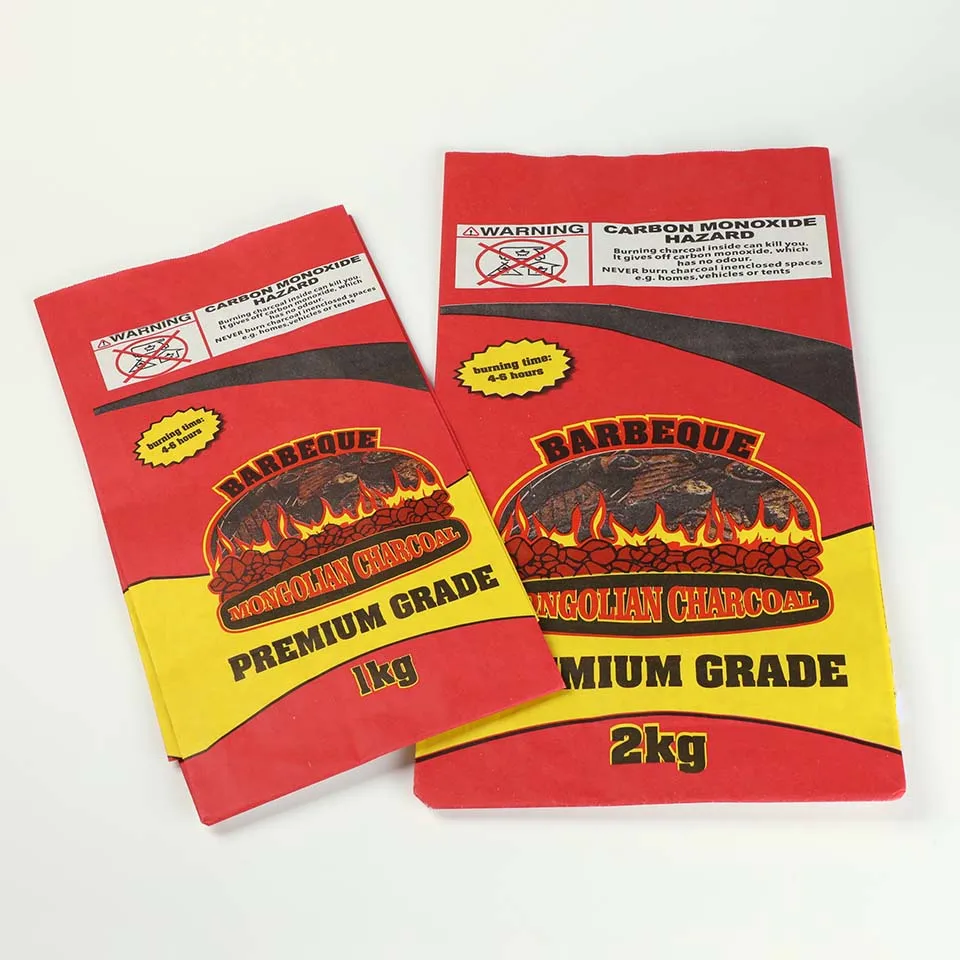 WARNING
CARBON MONOXIDE
HAZARD
Burning charcoal inside can kill you.
It gives off carbon monoxide, which
has no odour.
NEVER burn charcoal inenclosed spaces
e.g. homes,vehicles or tents
burning time:
4-6 hours
BARBEQUE
MONGOLIAN CHARCOAL
PREMIUM GRADE
1kg
WARNING
CARBON MONOXIDE
HAZARD
Burning charcoal inside can kill you.
It gives off carbon monoxide, which
has no odour.
NEVER burn charcoal inenclosed spaces
e.g. homes,vehicles or tents
burning time:
4-6 hours
BARBEQUE
ONGOLIAN CHARCOAL
MIUM GRADE
2kg